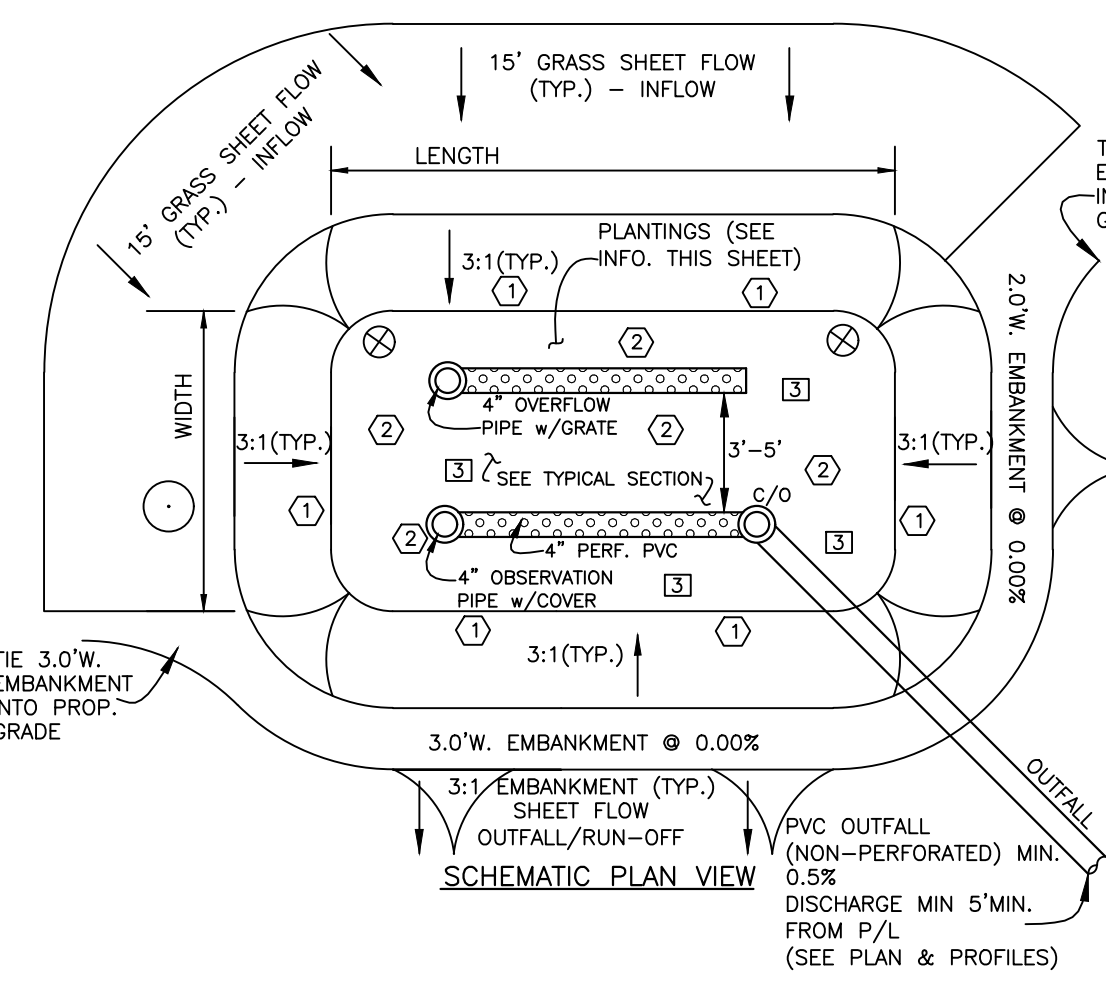 15' GRASS SHEET FLOW
(TYP.) – INFLOW
15' GRASS SHEET FLOW
(TYP.) – INFLOW
LENGTH
T
E
IN
G
PLANTINGS (SEE
INFO. THIS SHEET)
3:1(TYP.)
1
1
2
WIDTH
3
4" OVERFLOW
PIPE w/GRATE
2
2
3'-5'
3:1(TYP.)
3:1(TYP.)
2.0'W. EMBANKMENT @ 0.00%
3
SEE TYPICAL SECTION
2
C/O
1
1
2
3
4" PERF. PVC
4" OBSERVATION
PIPE w/COVER
3
1
1
3:1(TYP.)
TIE 3.0'W.
EMBANKMENT
NTO PROP.
GRADE
3.0'W. EMBANKMENT @ 0.00%
3:1 EMBANKMENT (TYP.)
SHEET FLOW
OUTFALL/RUN-OFF
OUTFALL
SCHEMATIC PLAN VIEW
PVC OUTFALL
(NON-PERFORATED) MIN.
0.5%
DISCHARGE MIN 5'MIN.
FROM P/L
(SEE PLAN & PROFILES)